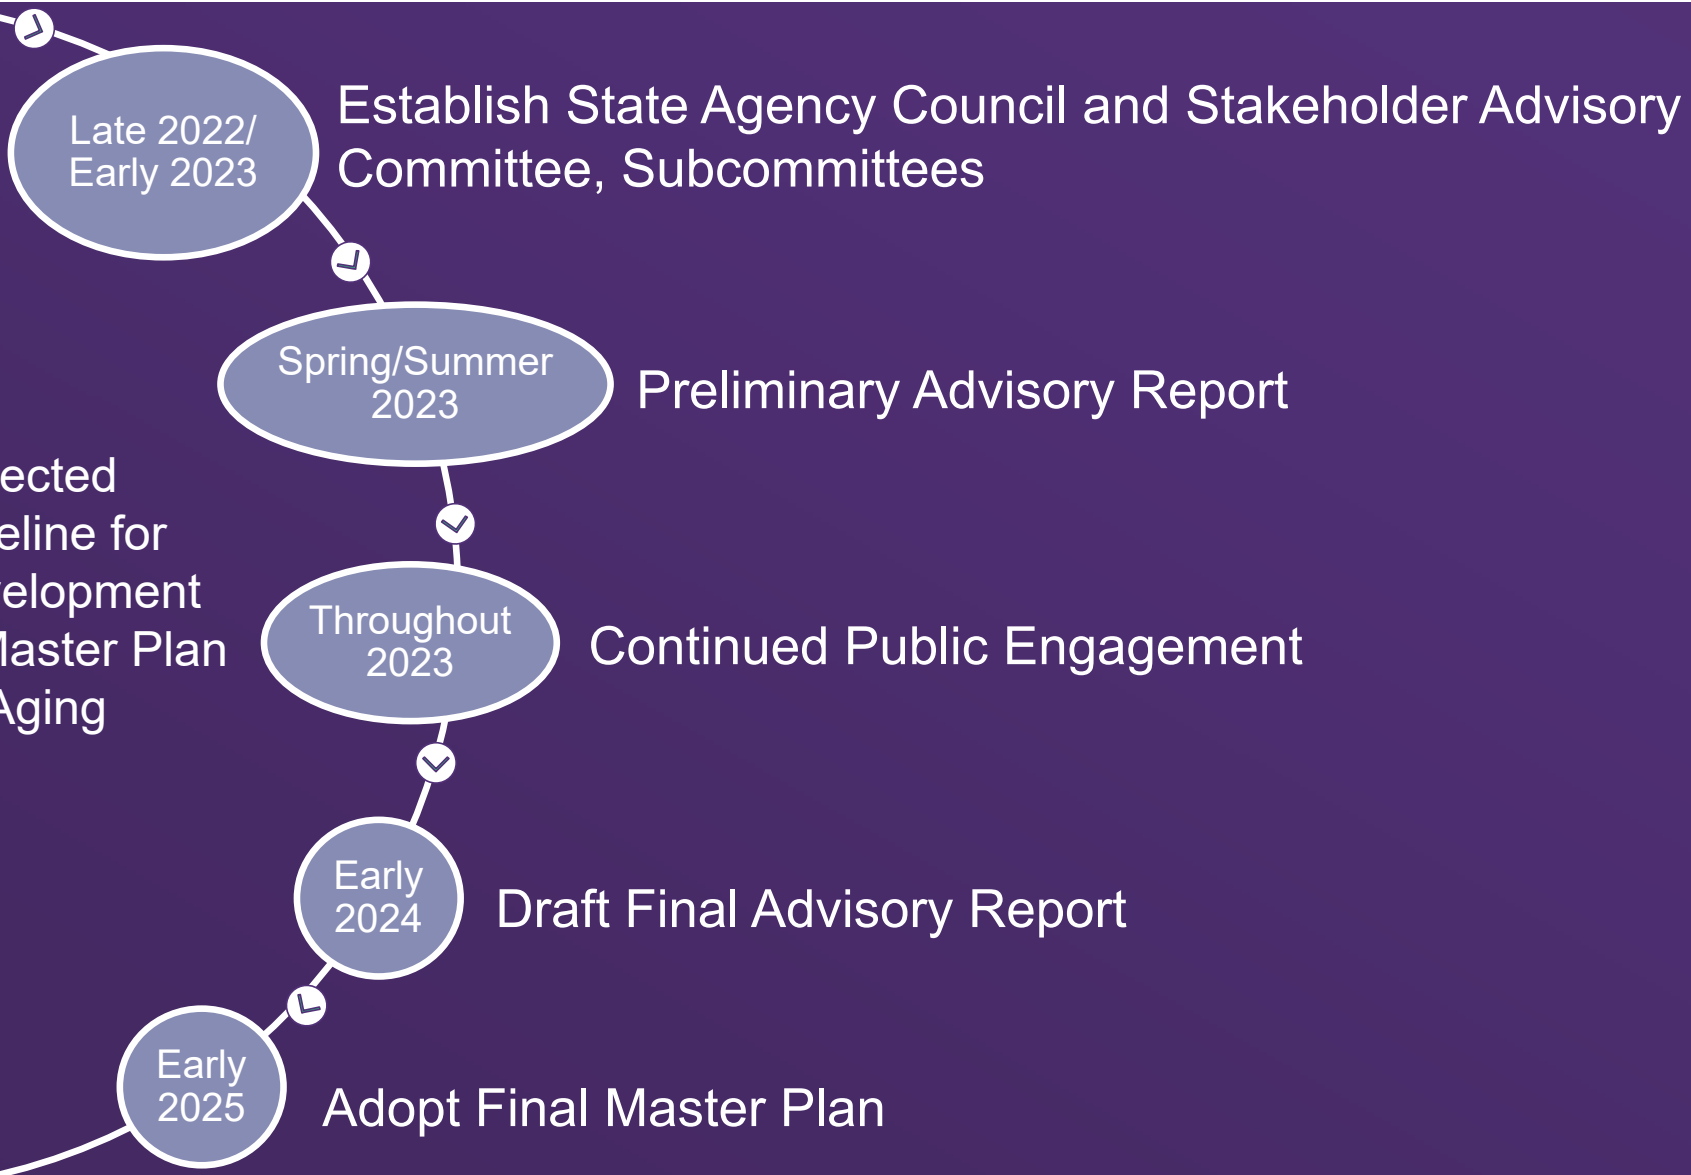 Late 2022/
Early 2023
Establish State Agency Council and Stakeholder Advisory
Committee, Subcommittees
Spring/Summer
2023
Preliminary Advisory Report
ected
eline for
elopment
Master Plan
Aging
Throughout
2023
Continued Public Engagement
Early
2024
Draft Final Advisory Report
Early
2025
Adopt Final Master Plan